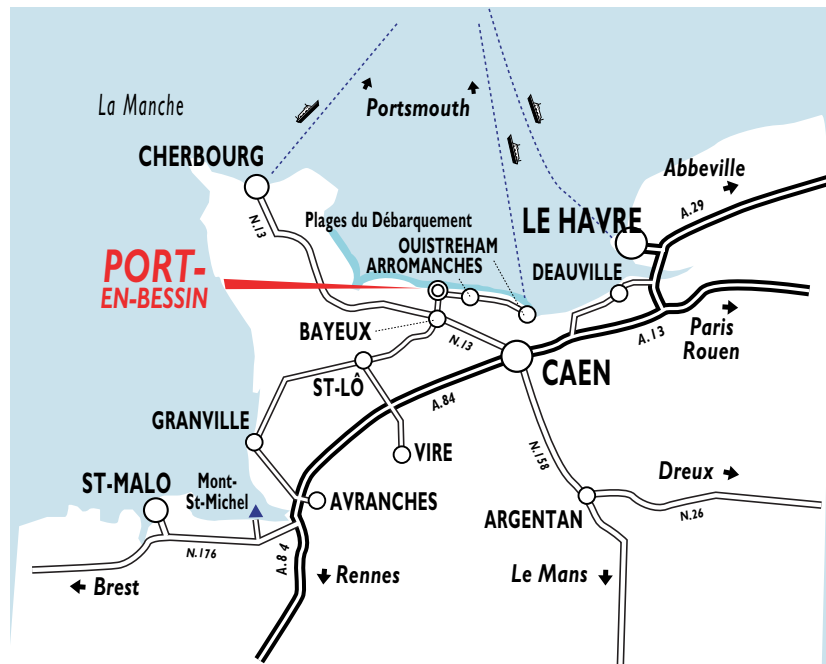 La Manche
Portsmouth
CHERBOURG
Abbeville
N.13
A.29
Plages du Débarquement
LE HAVRE
OUISTREHAM
ARROMANCHES
DEAUVILLE
PORT-
EN-BESSIN
BAYEUX
N.13
A.13
Paris
Rouen
CAEN
ST-LÔ
A.84
GRANVILLE
VIRE
N.158
ST-MALO
Mont-
St-Michel
AVRANCHES
Dreux
ARGENTAN
N.26
N.176
A.84
Brest
Rennes
Le Mans